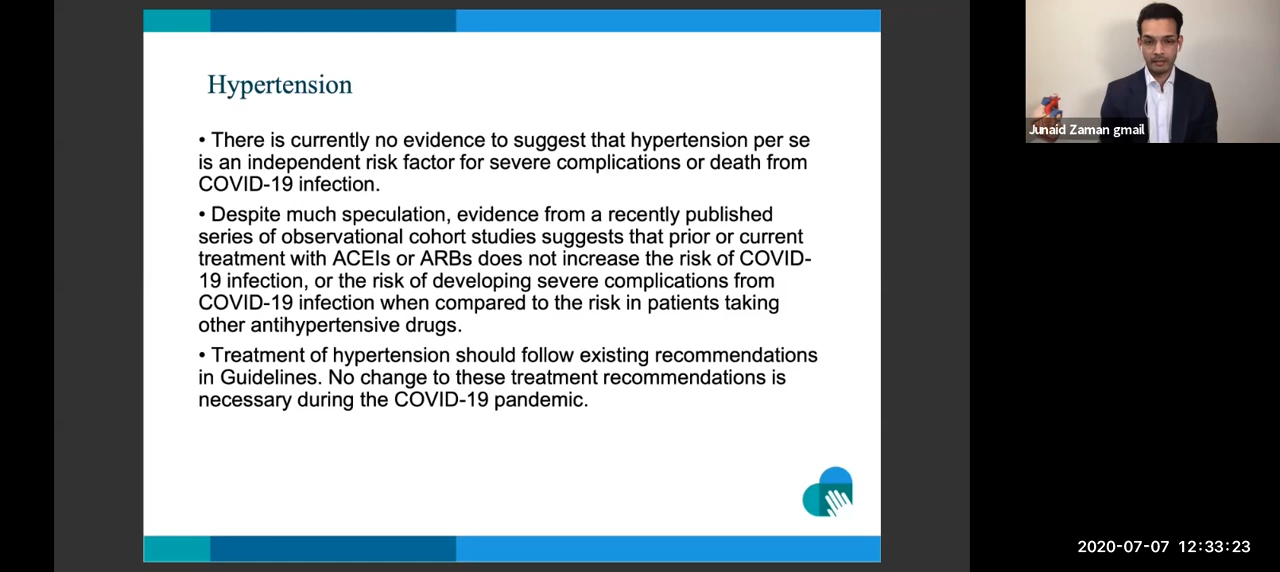 Hypertension
• There is currently no evidence to suggest that hypertension per se
is an independent risk factor for severe complications or death from
COVID-19 infection.
• Despite much speculation, evidence from a recently published
series of observational cohort studies suggests that prior or current
treatment with ACEIs or ARBs does not increase the risk of COVID-
19 infection, or the risk of developing severe complications from
COVID-19 infection when compared to the risk in patients taking
other antihypertensive drugs.
• Treatment of hypertension should follow existing recommendations
in Guidelines. No change to these treatment recommendations is
necessary during the COVID-19 pandemic.
Junaid Zaman gmail
2020-07-07 12:33:23